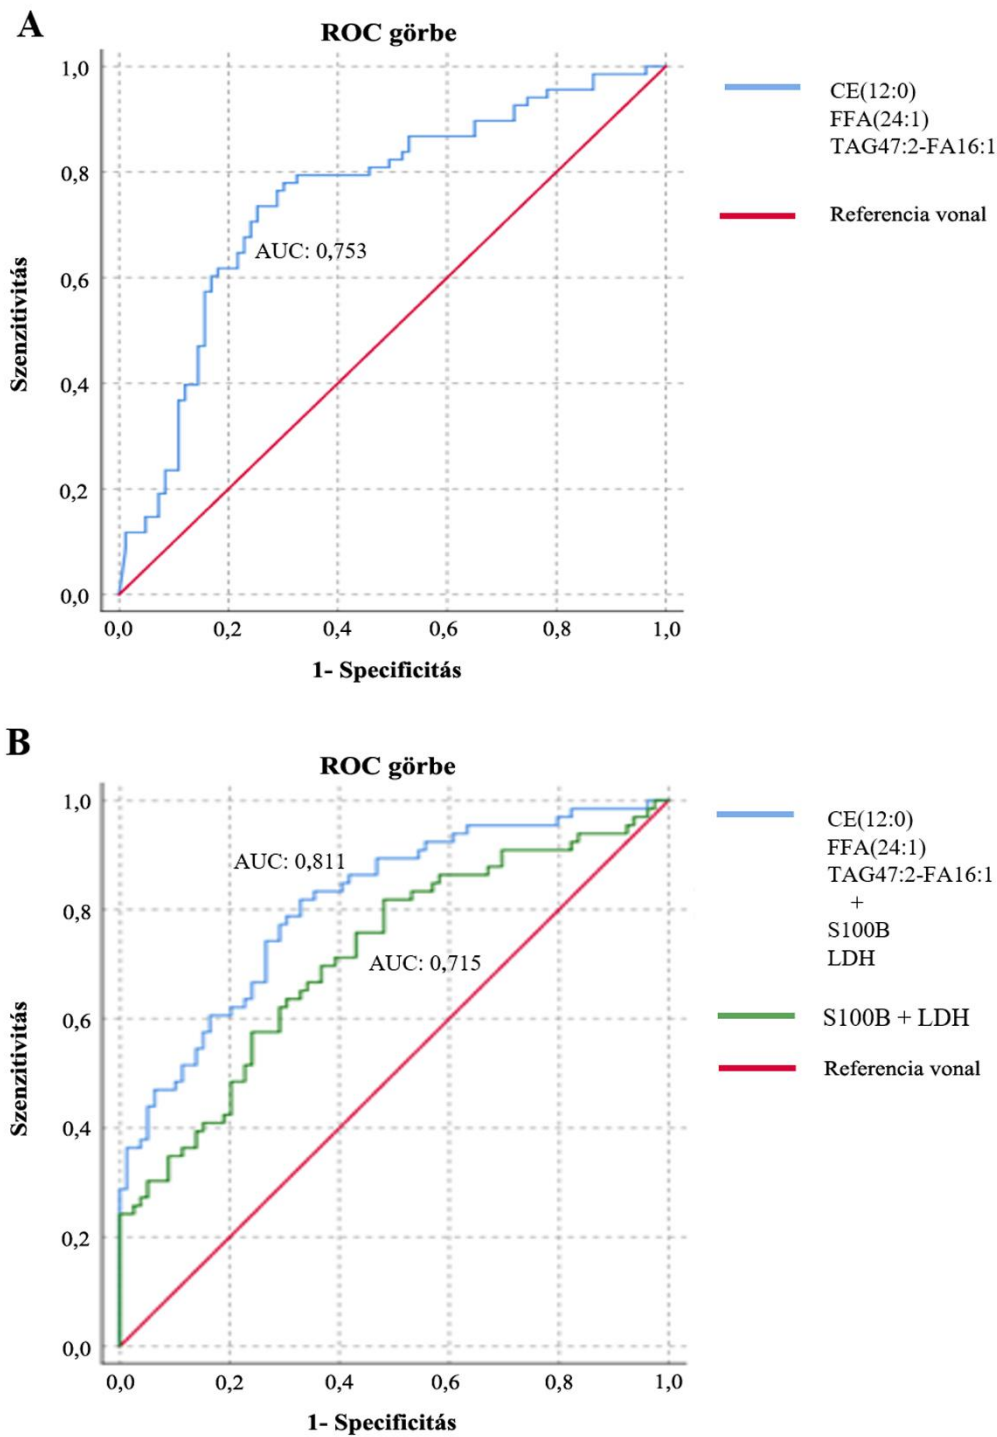 A
ROC görbe
1,0
0,8
0,6
0,4
0,2
0,0
0,0 0,2 0,4 0,6 0,8 1,0
Szenzitivitás
1- Specificitás
AUC: 0,753
CE(12:0)
FFA(24:1)
TAG47:2-FA16:1
Referencia vonal
B
ROC görbe
1,0
0,8
0,6
0,4
0,2
0,0
0,0 0,2 0,4 0,6 0,8 1,0
Szenzitivitás
1- Specificitás
AUC: 0,811
AUC: 0,715
CE(12:0)
FFA(24:1)
TAG47:2-FA16:1
+
S100B
LDH
S100B + LDH
Referencia vonal